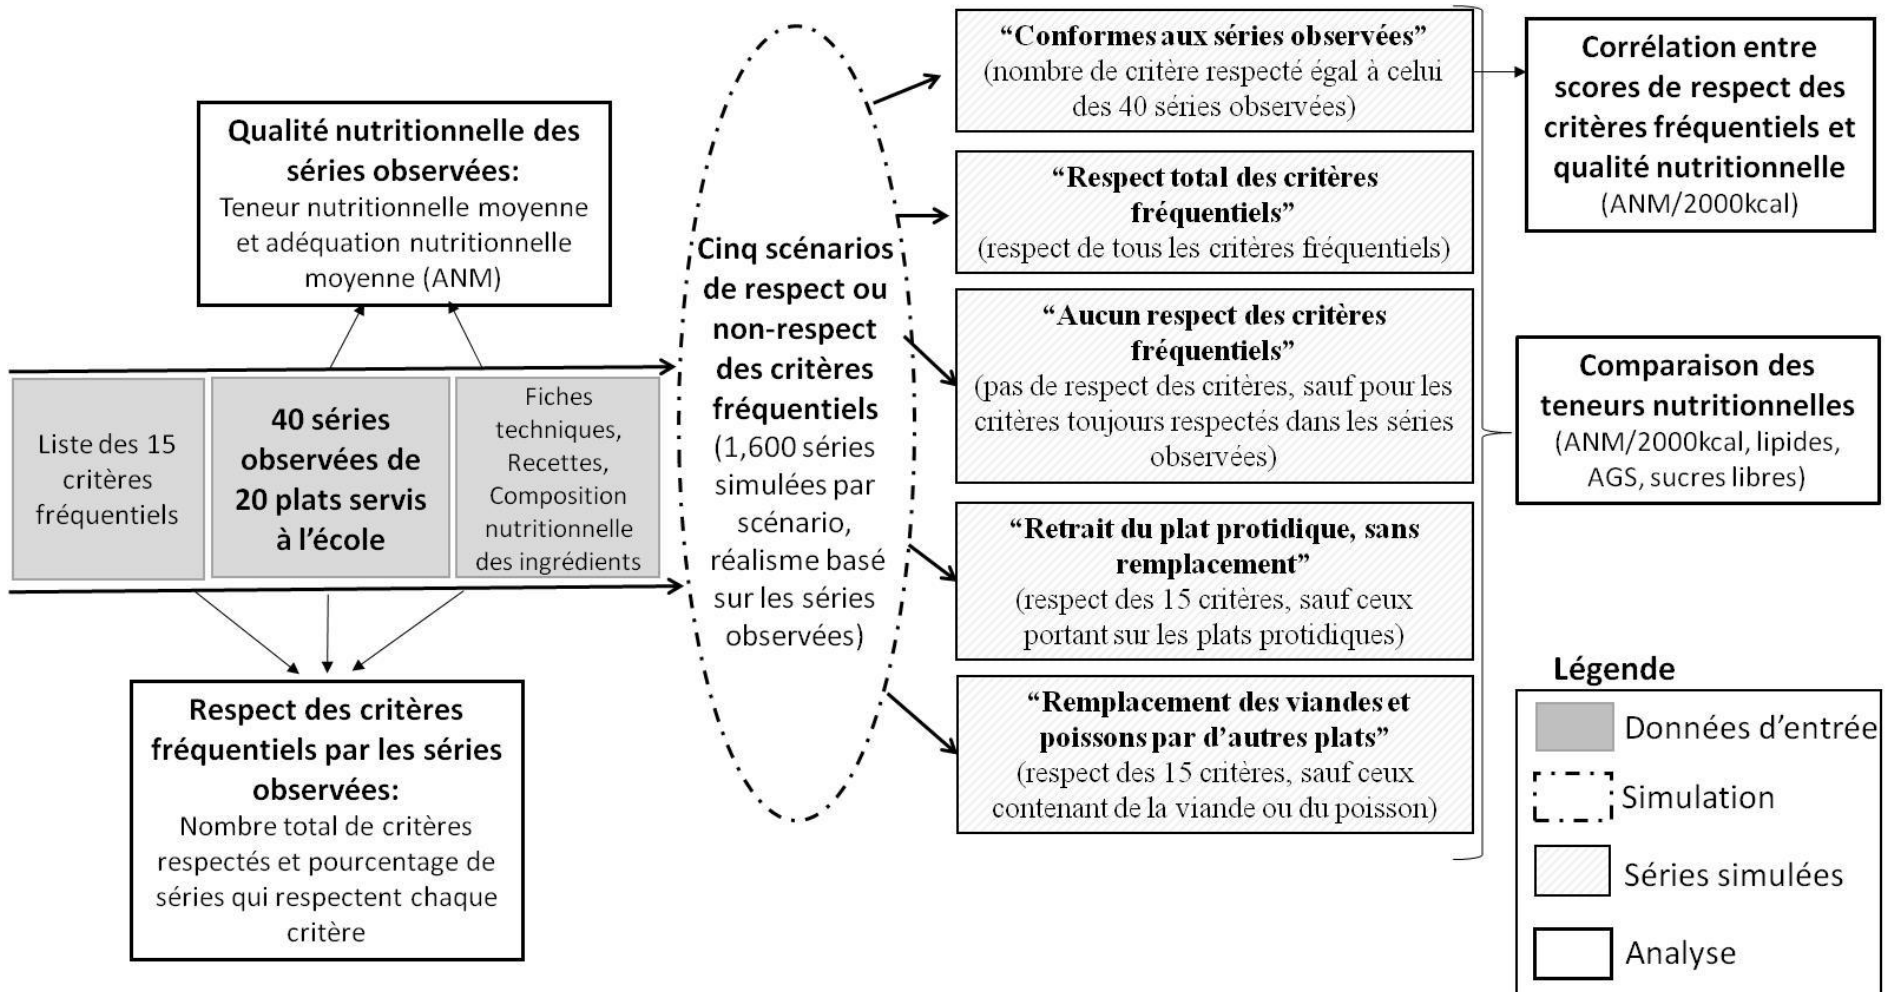 Qualité nutritionnelle des
séries observées:
Teneur nutritionnelle moyenne
et adéquation nutritionnelle
moyenne (ANM)
Liste des 15
critères
fréquentiels
40 séries
observées de
20 plats servis
à l’école
Fiches
techniques,
Recettes,
Composition
nutritionnelle
des ingrédients
Respect des critères
fréquentiels par les séries
observées:
Nombre total de critères
respectés et pourcentage de
séries qui respectent chaque
critère
Cinq scénarios
de respect ou
non-respect
des critères
fréquentiels
(1,600 séries
simulées par
scénario,
réalisme basé
sur les séries
observées)
“Conformes aux séries observées”
(nombre de critère respecté égal à celui
des 40 séries observées)
“Respect total des critères
fréquentiels”
(respect de tous les critères fréquentiels)
“Aucun respect des critères
fréquentiels”
(pas de respect des critères, sauf pour les
critères toujours respectés dans les séries
observées)
“Retrait du plat protidique, sans
remplacement”
(respect des 15 critères, sauf ceux
portant sur les plats protidiques)
“Remplacement des viandes et
poissons par d’autres plats”
(respect des 15 critères, sauf ceux
contenant de la viande ou du poisson)
Corrélation entre
scores de respect des
critères fréquentiels et
qualité nutritionnelle
(ANM/2000kcal)
Comparaison des
teneurs nutritionnelles
(ANM/2000kcal, lipides,
AGS, sucres libres)
Légende
Données d’entrée
Simulation
Séries simulées
Analyse